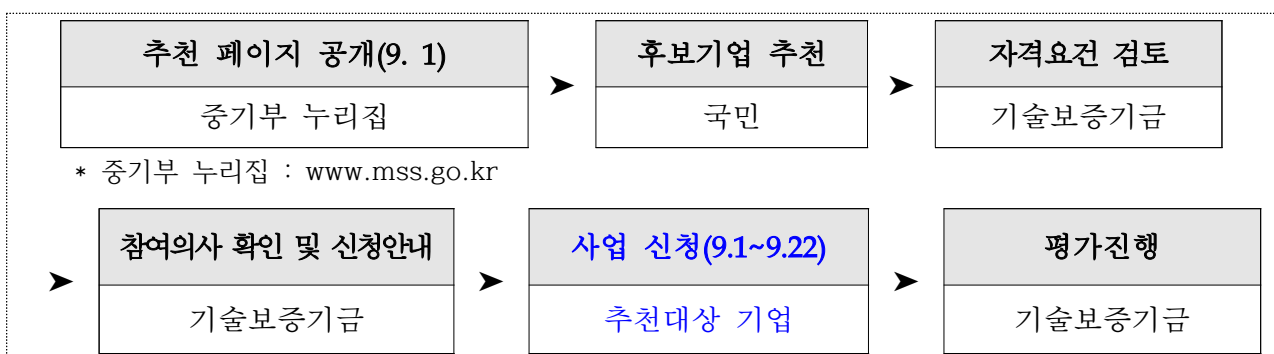 추천 페이지 공개(9. 1) ➤ 후보기업 추천 ➤ 자격요건 검토
중기부 누리집 국민 기술보증기금
* 중기부 누리집 : www.mss.go.kr
➤ 참여의사 확인 및 신청안내 ➤ 사업 신청(9.1~9.22) ➤ 평가진행
기술보증기금 추천대상 기업 기술보증기금